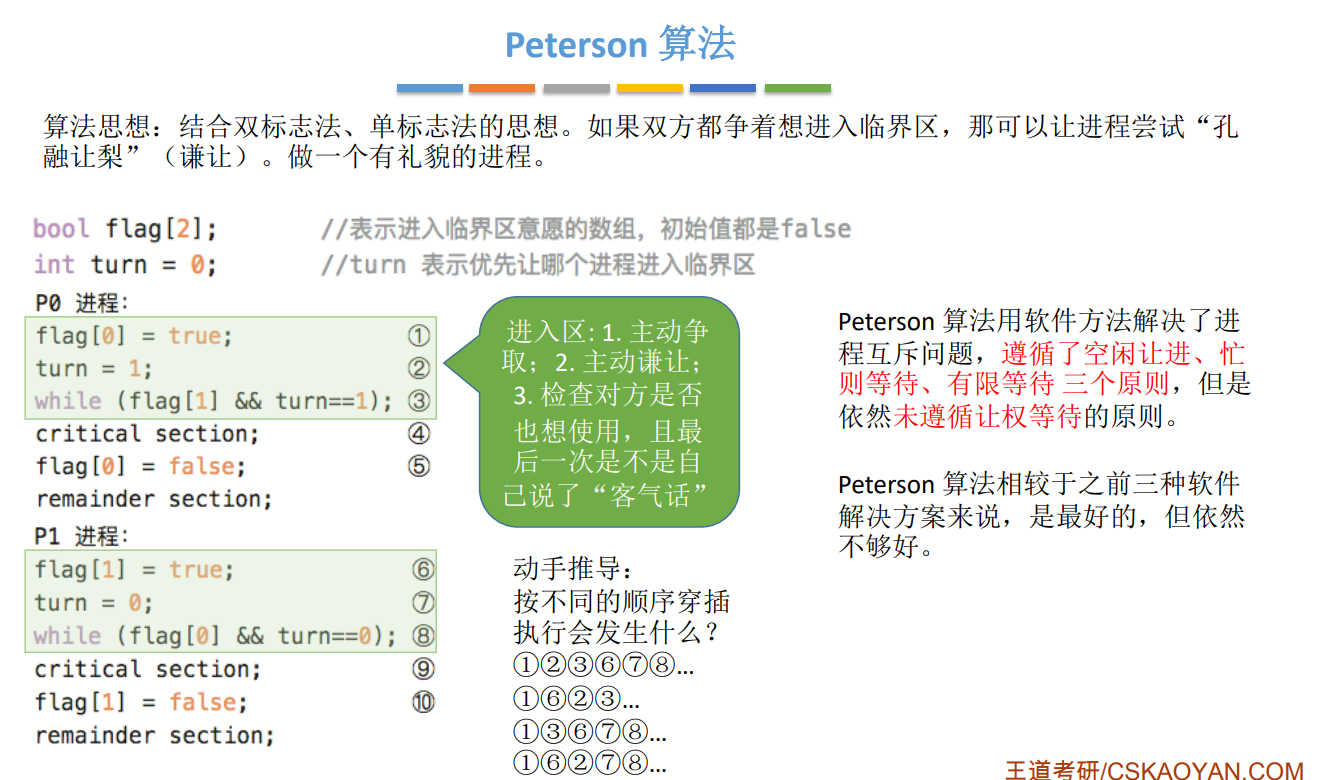 Peterson 算法
算法思想：结合双标志法、单标志法的思想。如果双方都争着想进入临界区，那可以让进程尝试“孔
融让梨”（谦让）。做一个有礼貌的进程。
bool flag[2]; //表示进入临界区意愿的数组，初始值都是false
int turn = 0; //turn 表示优先让哪个进程进入临界区
P0 进程：
flag[0] = true; ①
turn = 1; ②
while (flag[1] && turn==1); ③
critical section; ④
flag[0] = false; ⑤
remainder section;
P1 进程：
flag[1] = true; ⑥
turn = 0; ⑦
while (flag[0] && turn==0); ⑧
critical section; ⑨
flag[1] = false; ⑩
remainder section;
进入区: 1. 主动争
取；2. 主动谦让；
3. 检查对方是否
也想使用，且最
后一次是不是自
己说了“客气话”
动手推导：
按不同的顺序穿插
执行会发生什么？
①②③⑥⑦⑧...
①⑥②③...
①③⑥⑦⑧...
①⑥②⑦⑧...
Peterson 算法用软件方法解决了进
程互斥问题，遵循了空闲让进、忙
则等待、有限等待 三个原则，但是
依然未遵循让权等待的原则。
Peterson 算法相较于之前三种软件
解决方案来说，是最好的，但依然
不够好。
王道考研/CSKAOYAN.COM